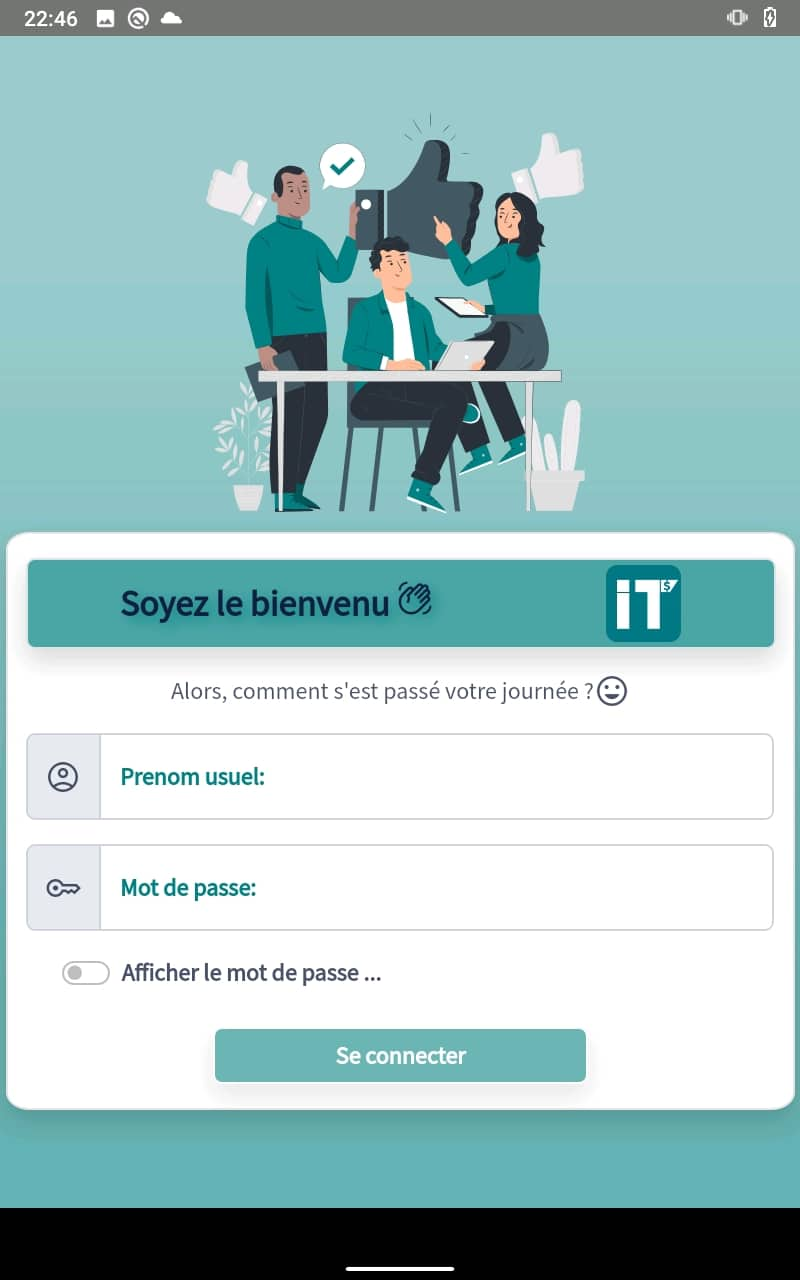 22:46
Soyez le bienvenu
iT$
Alors, comment s'est passé votre journée ?
Prenom usuel:
Mot de passe:
Afficher le mot de passe ...
Se connecter